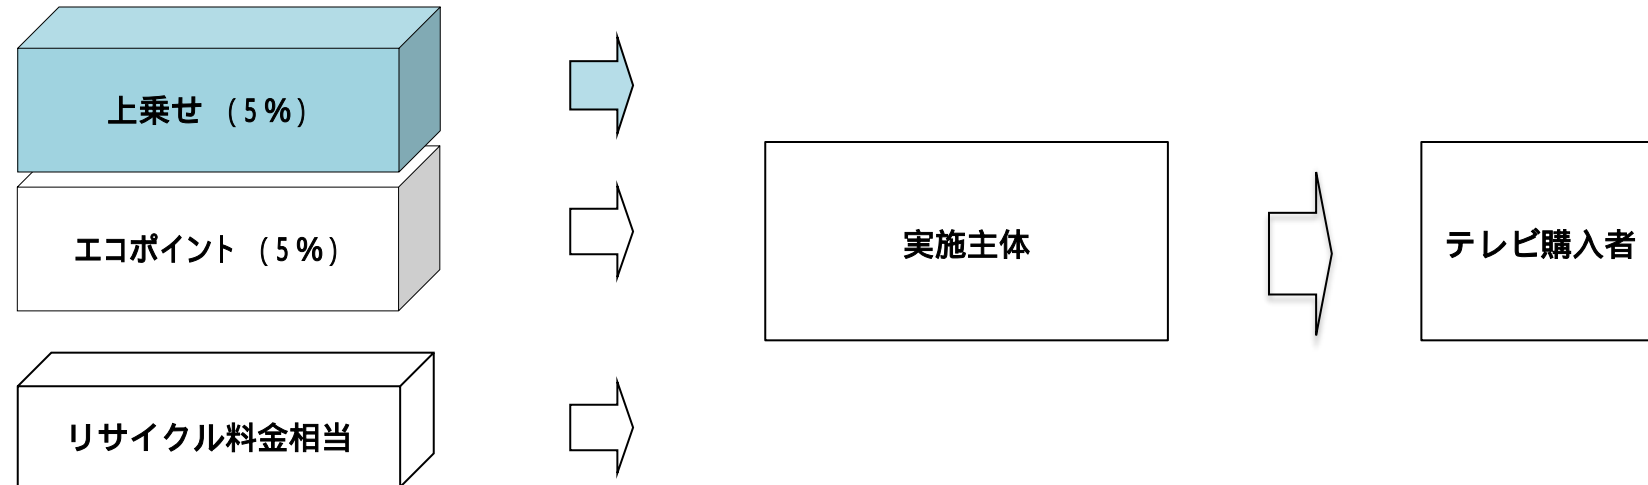 上乗せ（５％）
エコポイント（５％）
実施主体
テレビ購入者
リサイクル料金相当